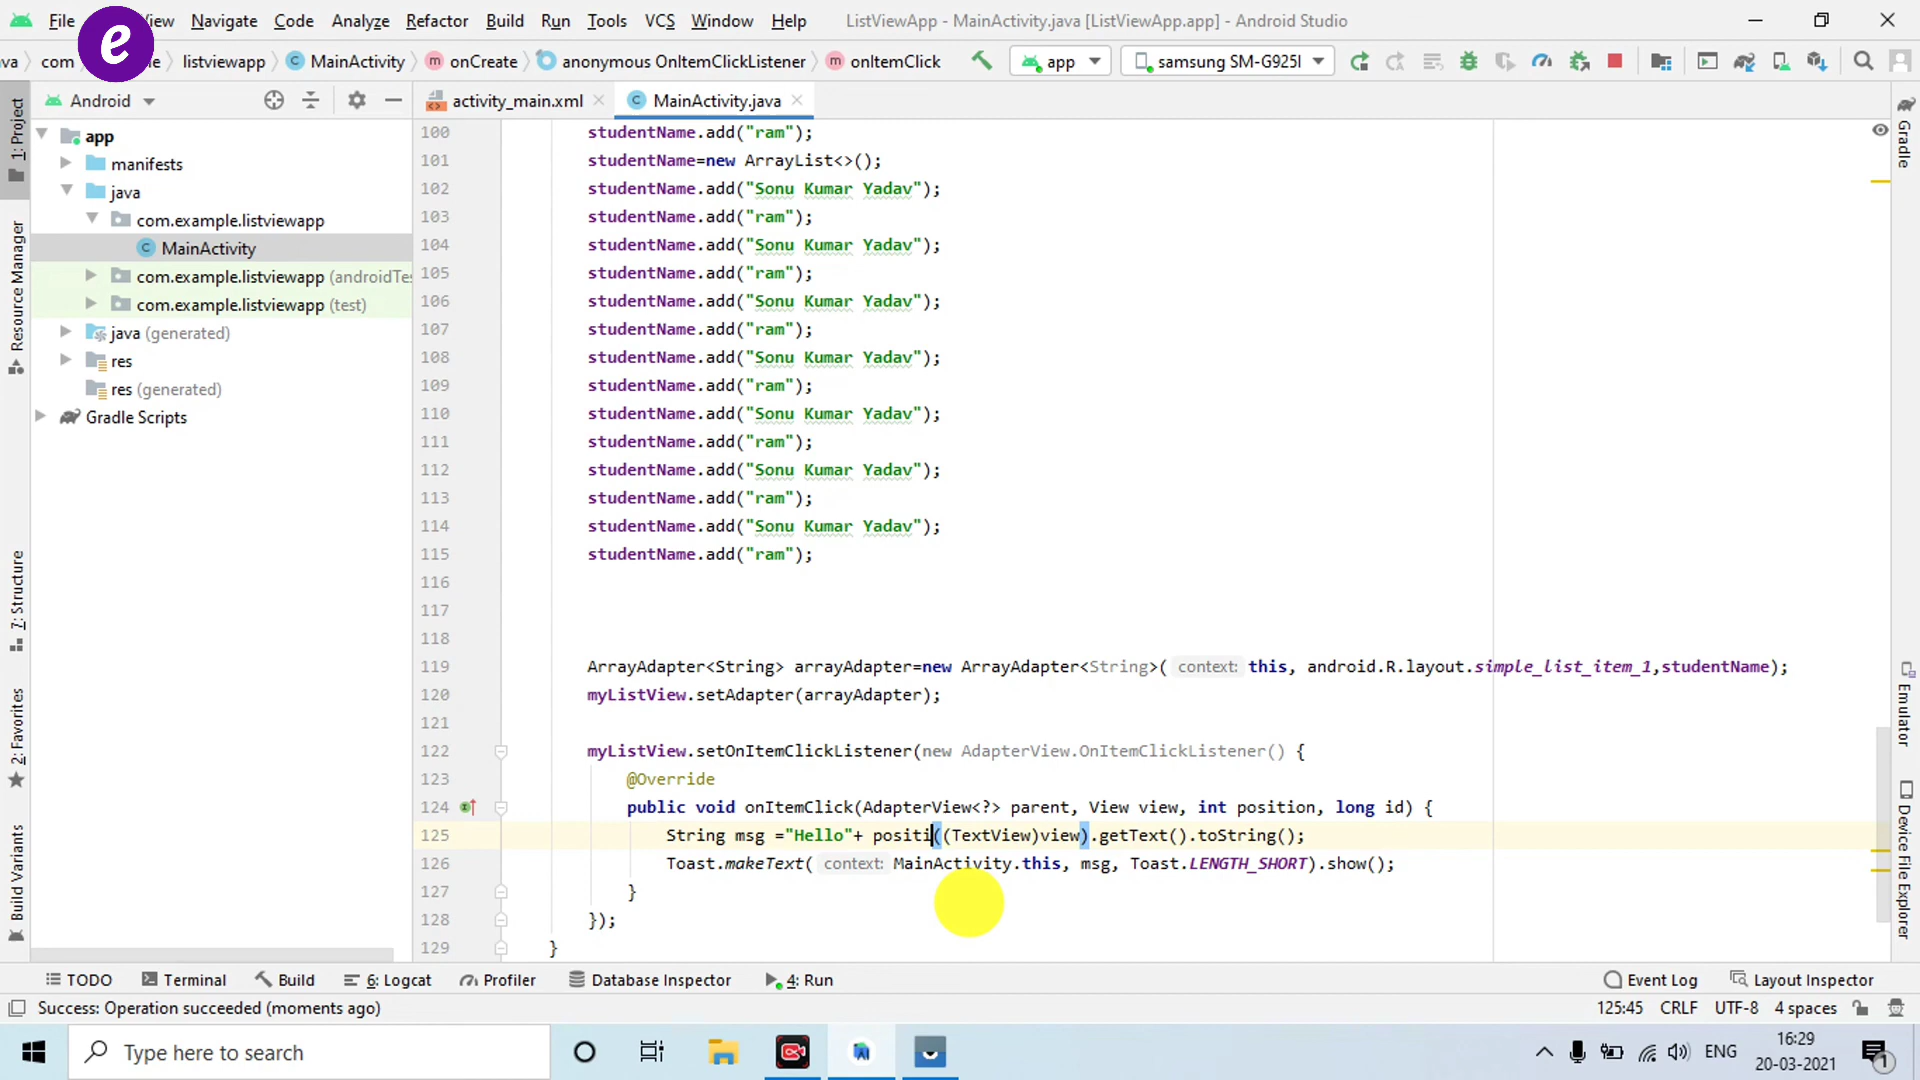 File View Navigate Code Analyze Refactor Build Run Tools VCS Window Help ListViewApp - MainActivity.java [ListViewApp.app] - Android Studio
e
va com le listviewapp MainActivity onCreate anonymous OnItemClickListener onItemClick app samsung SM-G925I
Android activity_main.xml MainActivity.java
1: Project
Resource Manager
7: Structure
2: Favorites
Build Variants
app
manifests
java
com.example.listviewapp
MainActivity
com.example.listviewapp (androidTes
com.example.listviewapp (test)
java (generated)
res
res (generated)
Gradle Scripts
100 studentName.add("ram");
101 studentName=new ArrayList<>();
102 studentName.add("Sonu Kumar Yadav");
103 studentName.add("ram");
104 studentName.add("Sonu Kumar Yadav");
105 studentName.add("ram");
106 studentName.add("Sonu Kumar Yadav");
107 studentName.add("ram");
108 studentName.add("Sonu Kumar Yadav");
109 studentName.add("ram");
110 studentName.add("Sonu Kumar Yadav");
111 studentName.add("ram");
112 studentName.add("Sonu Kumar Yadav");
113 studentName.add("ram");
114 studentName.add("Sonu Kumar Yadav");
115 studentName.add("ram");
116
117
118
119 ArrayAdapter<String> arrayAdapter=new ArrayAdapter<String>( context: this, android.R.layout.simple_list_item_1,studentName);
120 myListView.setAdapter(arrayAdapter);
121
122 myListView.setOnItemClickListener(new AdapterView.OnItemClickListener() {
123 @Override
124 public void onItemClick(AdapterView<?> parent, View view, int position, long id) {
125 String msg ="Hello"+ positi((TextView)view).getText().toString();
126 Toast.makeText( context: MainActivity.this, msg, Toast.LENGTH_SHORT).show();
127 }
128 });
129 }
Gradle
Emulator
Device File Explorer
TODO Terminal Build 6: Logcat Profiler Database Inspector 4: Run Event Log Layout Inspector
Success: Operation succeeded (moments ago) 125:45 CRLF UTF-8 4 spaces
Type here to search ENG 16:29
20-03-2021
1